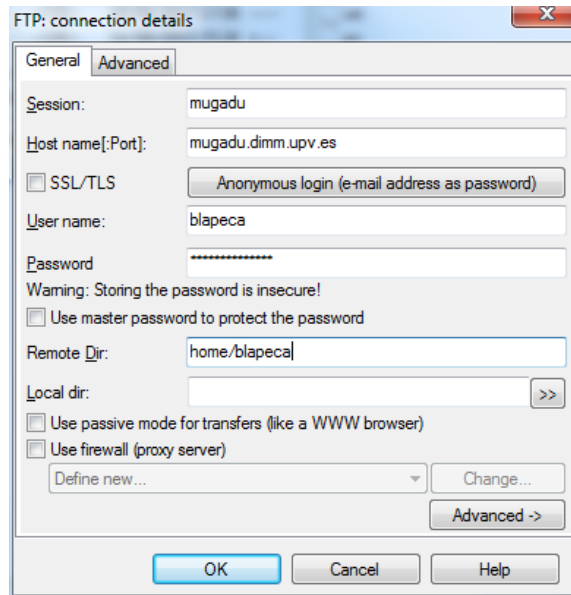 FTP: connection details
General Advanced
Session: mugadu
Host name[:Port]: mugadu.dimm.upv.es
SSL/TLS Anonymous login (e-mail address as password)
User name: blapeca
Password **************
Warning: Storing the password is insecure!
Use master password to protect the password
Remote Dir: home/blapeca
Local dir: >>
Use passive mode for transfers (like a WWW browser)
Use firewall (proxy server)
Define new... Change...
Advanced ->
OK Cancel Help